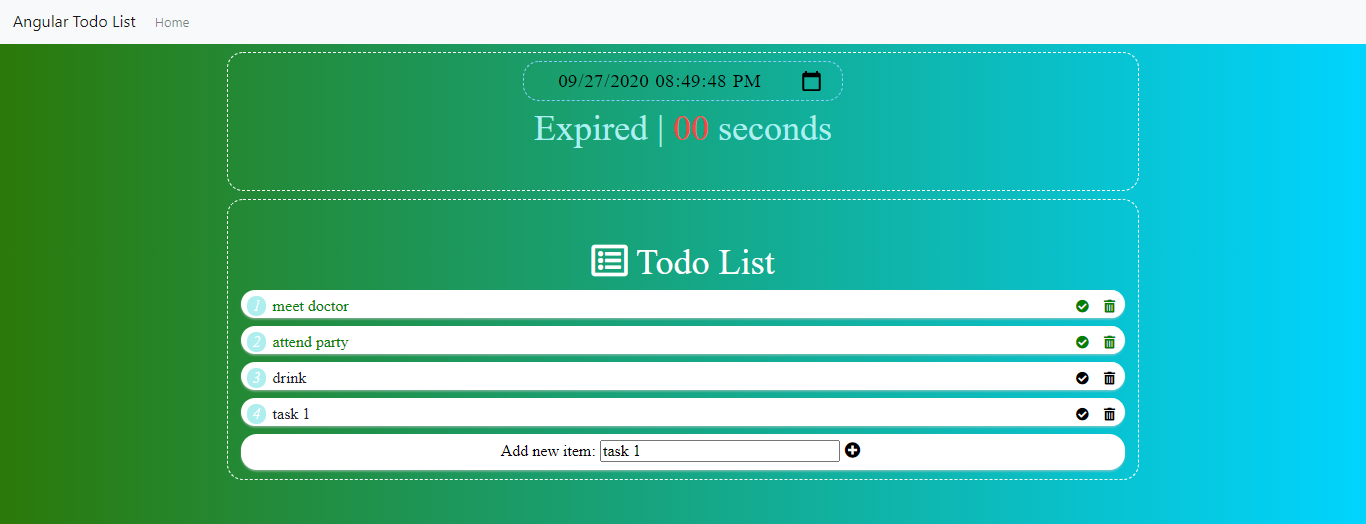 Angular Todo List Home
09/27/2020 08:49:48 PM
Expired | 00 seconds
Todo List
1 meet doctor
2 attend party
3 drink
4 task 1
Add new item: task 1